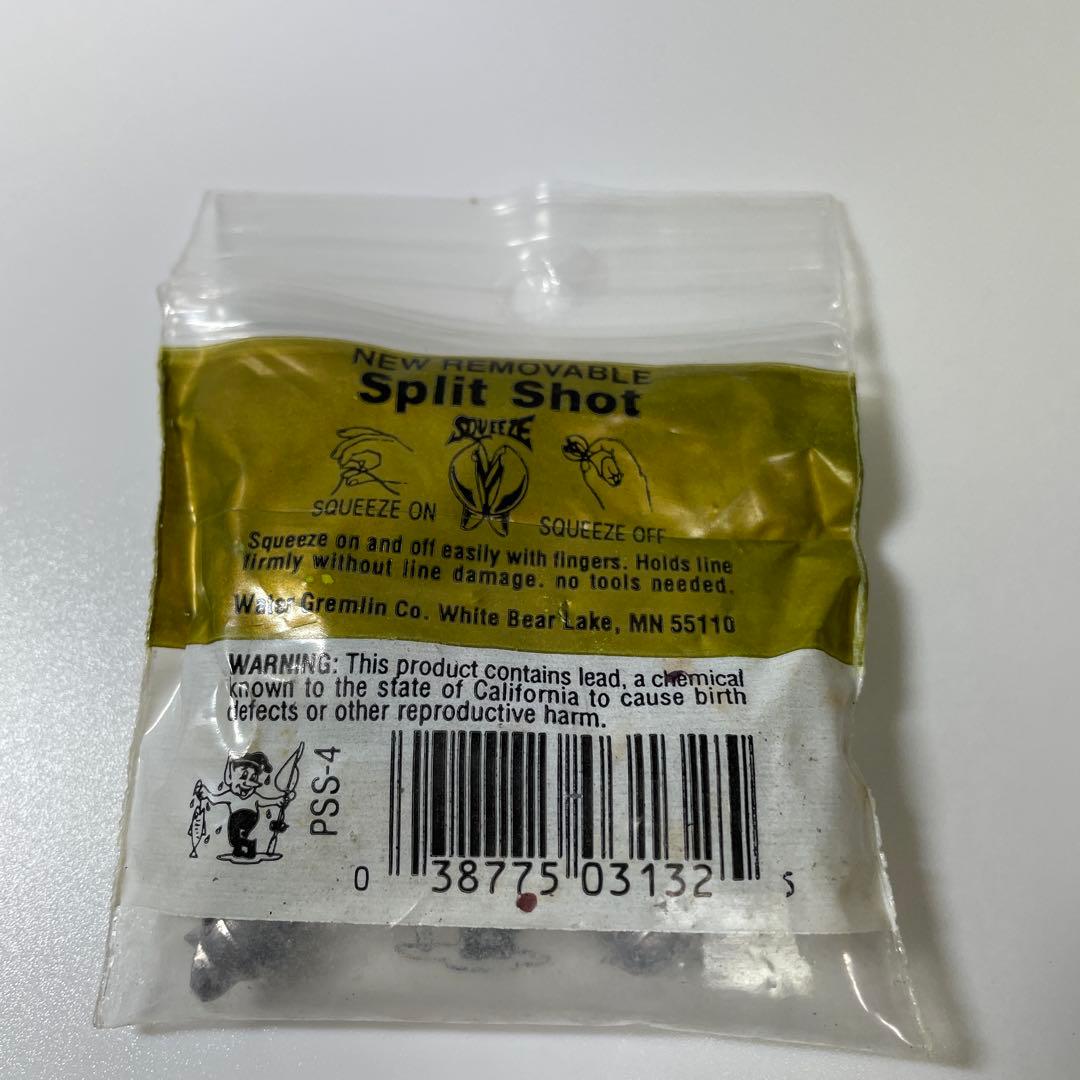 NEW REMOVABLE
Split Shot
SQUEEZE
SQUEEZE ON
SQUEEZE OFF
Squeeze on and off easily with fingers. Holds line
firmly without line damage. no tools needed.
Water Gremlin Co. White Bear Lake, MN 55110
WARNING: This product contains lead, a chemical
known to the state of California to cause birth
defects or other reproductive harm.
PSS-4
0 38775 03132 5